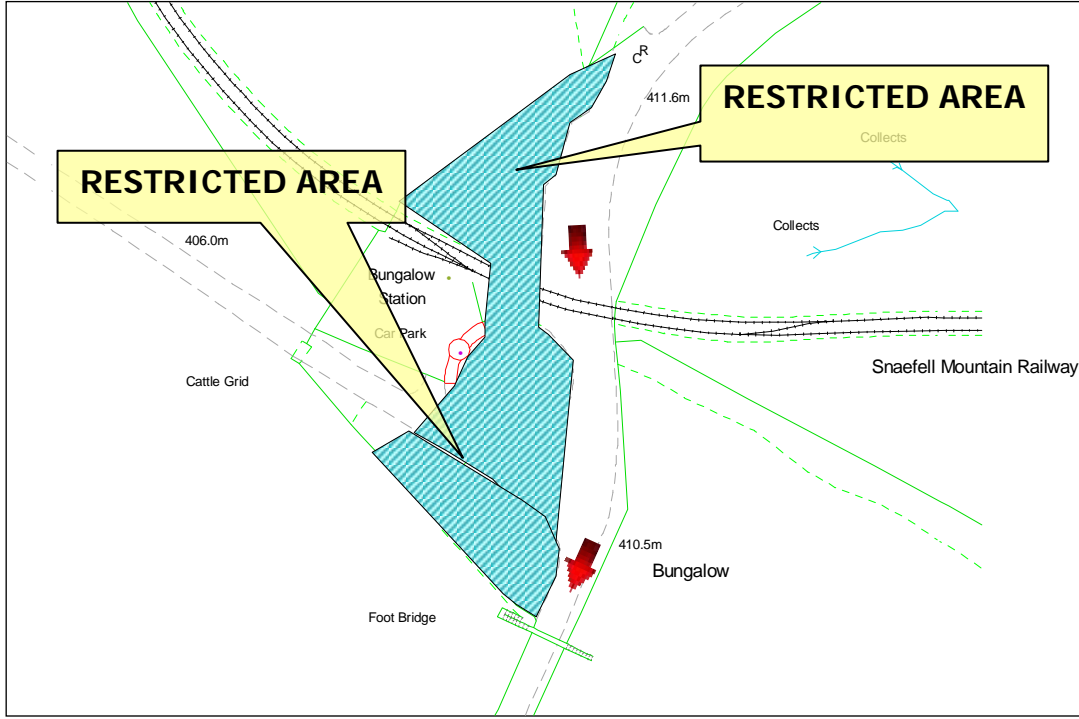 CR
411.6m
RESTRICTED AREA
Collects
RESTRICTED AREA
406.0m
Collects
Bungalow
Station
Car Park
Snaefell Mountain Railway
Cattle Grid
410.5m
Bungalow
Foot Bridge